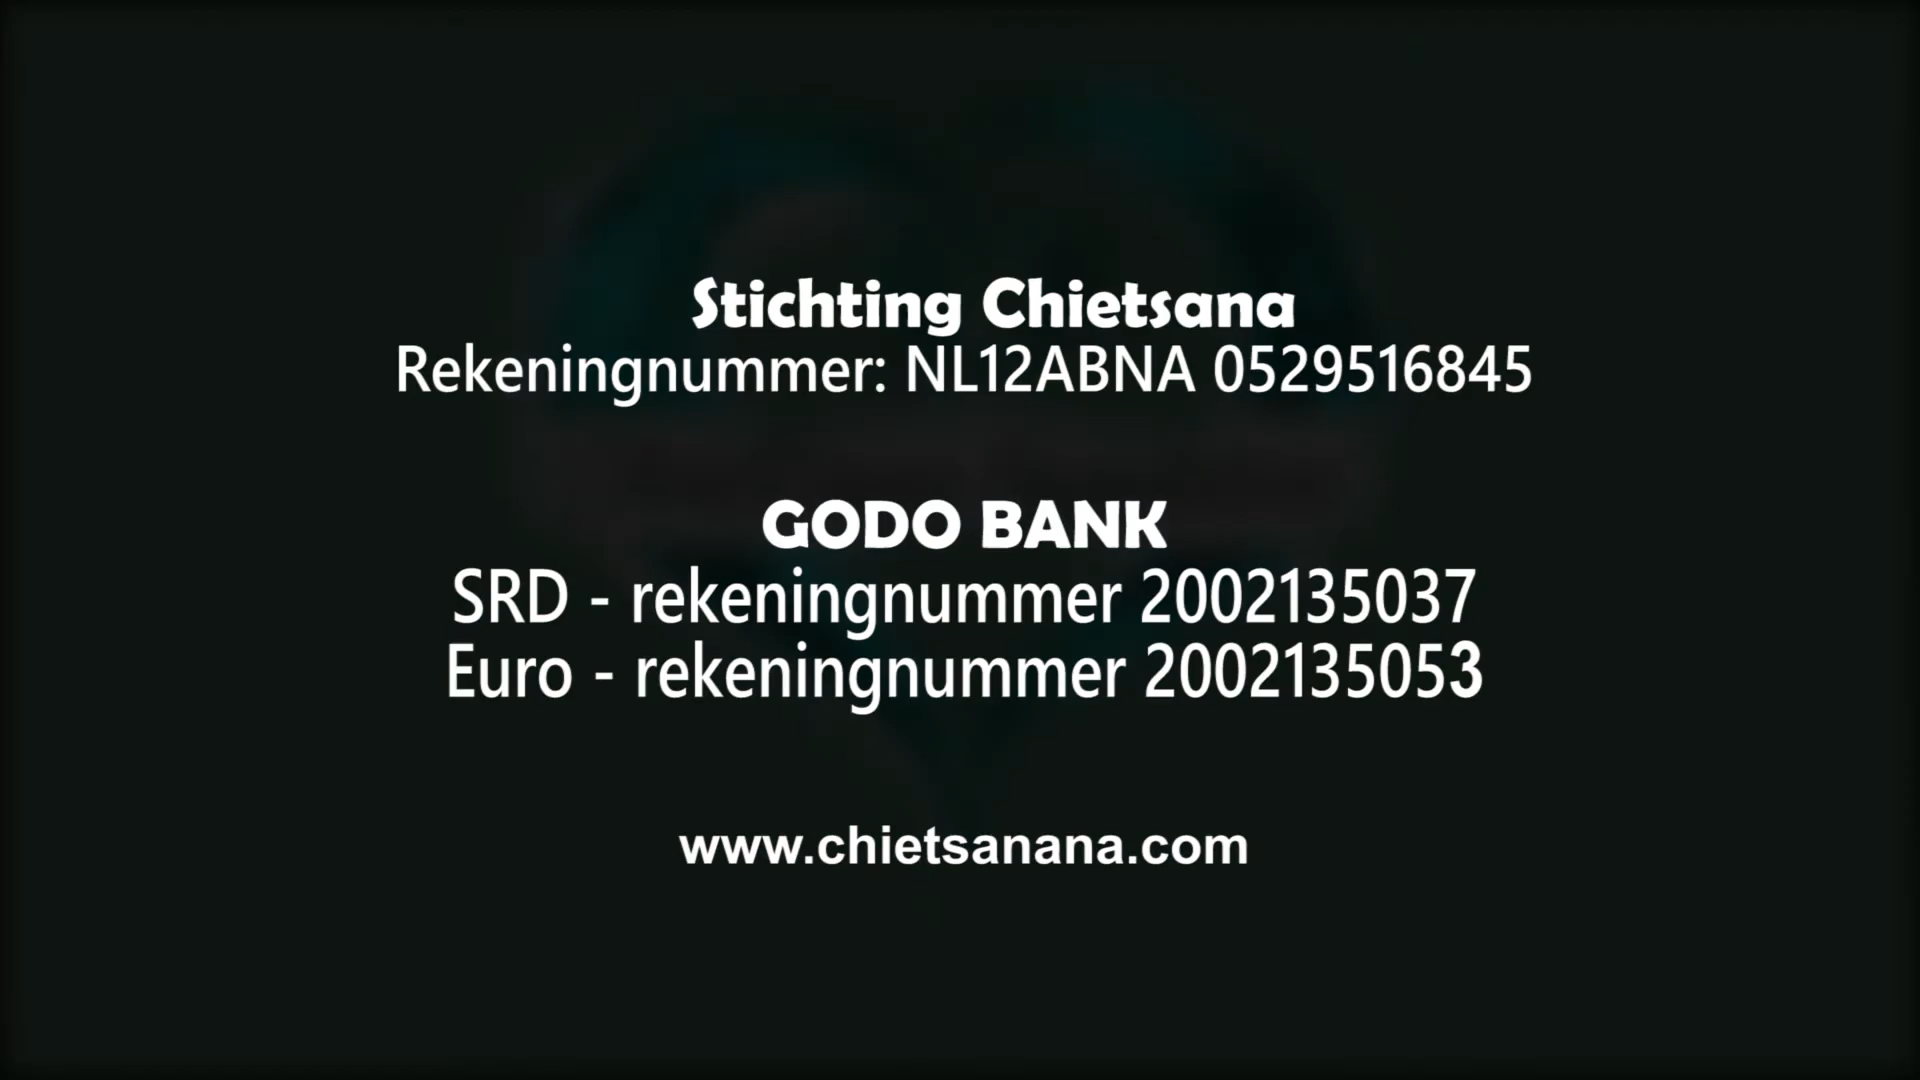 Stichting Chietsana
Rekeningnummer: NL12ABNA 0529516845
GODO BANK
SRD - rekeningnummer 2002135037
Euro - rekeningnummer 2002135053
www.chietsanana.com